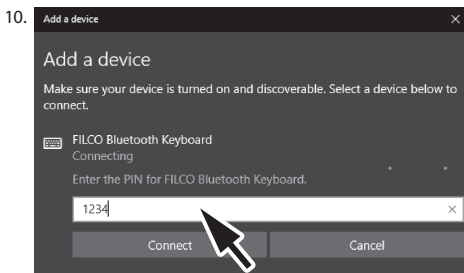 10.
Add a device
Add a device
Make sure your device is turned on and discoverable. Select a device below to
connect.
FILCO Bluetooth Keyboard
Connecting
Enter the PIN for FILCO Bluetooth Keyboard.
1234
Connect Cancel